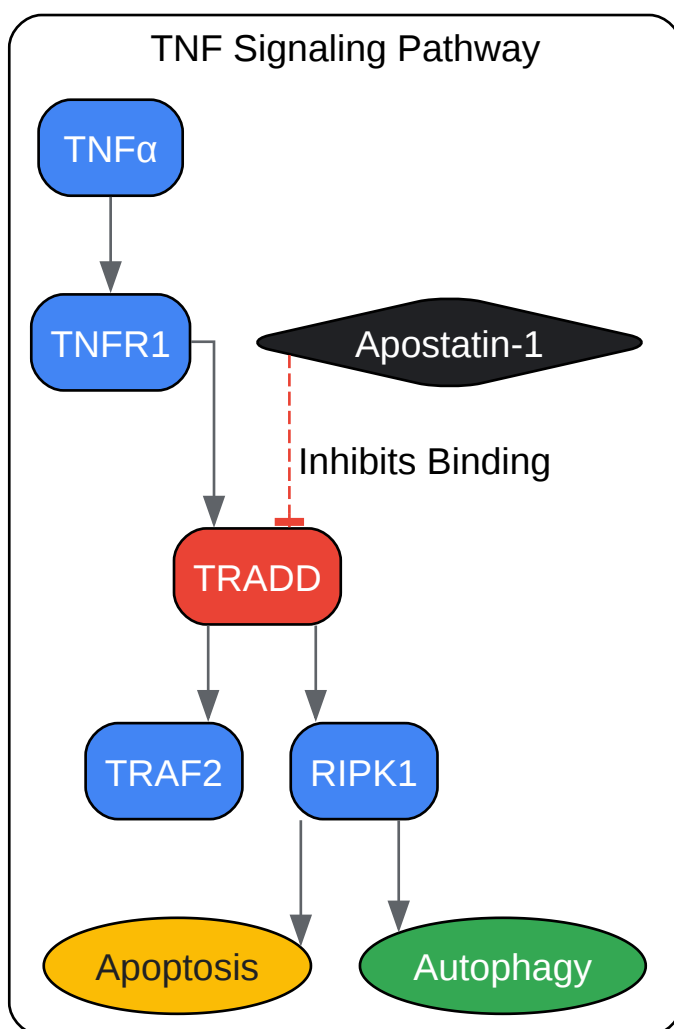 TNF Signaling Pathway
TNFα
TNFR1
Apostatin-1
Inhibits Binding
TRADD
TRAF2
RIPK1
Apoptosis
Autophagy